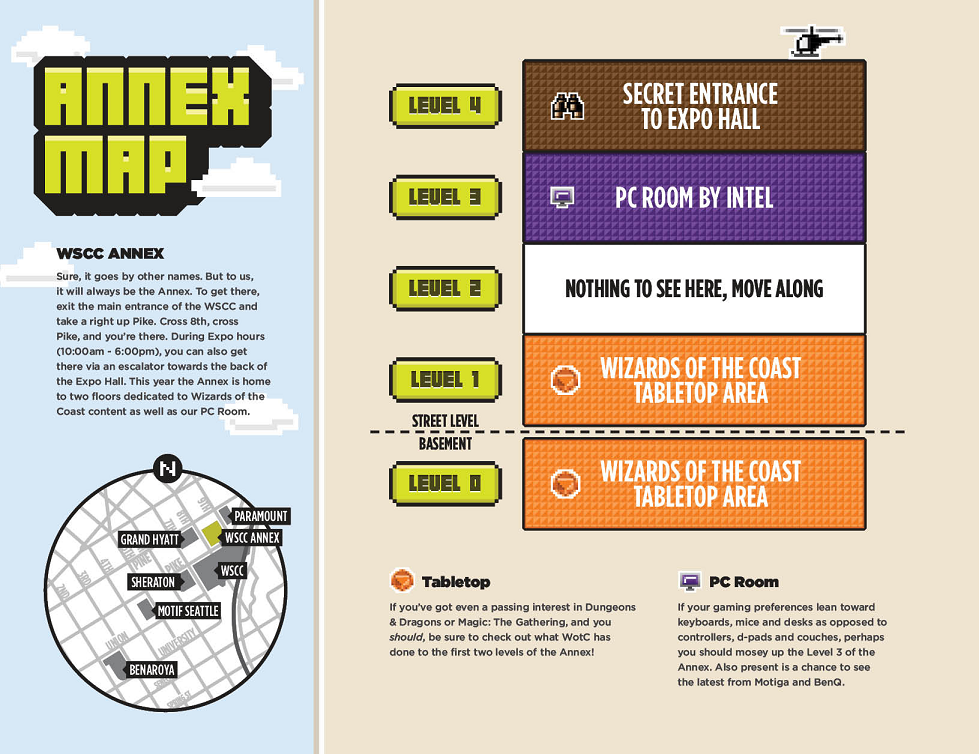 ANNEX
MAP
WSCC ANNEX
Sure, it goes by other names. But to us,
it will always be the Annex. To get there,
exit the main entrance of the WSCC and
take a right up Pike. Cross 8th, cross
Pike, and you're there. During Expo hours
(10:00am - 6:00pm), you can also get
there via an escalator towards the back of
the Expo Hall. This year the Annex is home
to two floors dedicated to Wizards of the
Coast content as well as our PC Room.
N
9TH
8TH
7TH
PARAMOUNT
GRAND HYATT
WSCC ANNEX
PINE
PIKE
4TH
3RD
2ND
WSCC
SHERATON
MOTIF SEATTLE
UNION
UNIVERSITY
BENAROYA
LEVEL 4
SECRET ENTRANCE
TO EXPO HALL
LEVEL 3
PC ROOM BY INTEL
LEVEL 2
NOTHING TO SEE HERE, MOVE ALONG
LEVEL 1
WIZARDS OF THE COAST
TABLETOP AREA
STREET LEVEL
BASEMENT
LEVEL 0
WIZARDS OF THE COAST
TABLETOP AREA
Tabletop
If you've got even a passing interest in Dungeons
& Dragons or Magic: The Gathering, and you
should, be sure to check out what WotC has
done to the first two levels of the Annex!
PC Room
If your gaming preferences lean toward
keyboards, mice and desks as opposed to
controllers, d-pads and couches, perhaps
you should mosey up the Level 3 of the
Annex. Also present is a chance to see
the latest from Motiga and BenQ.